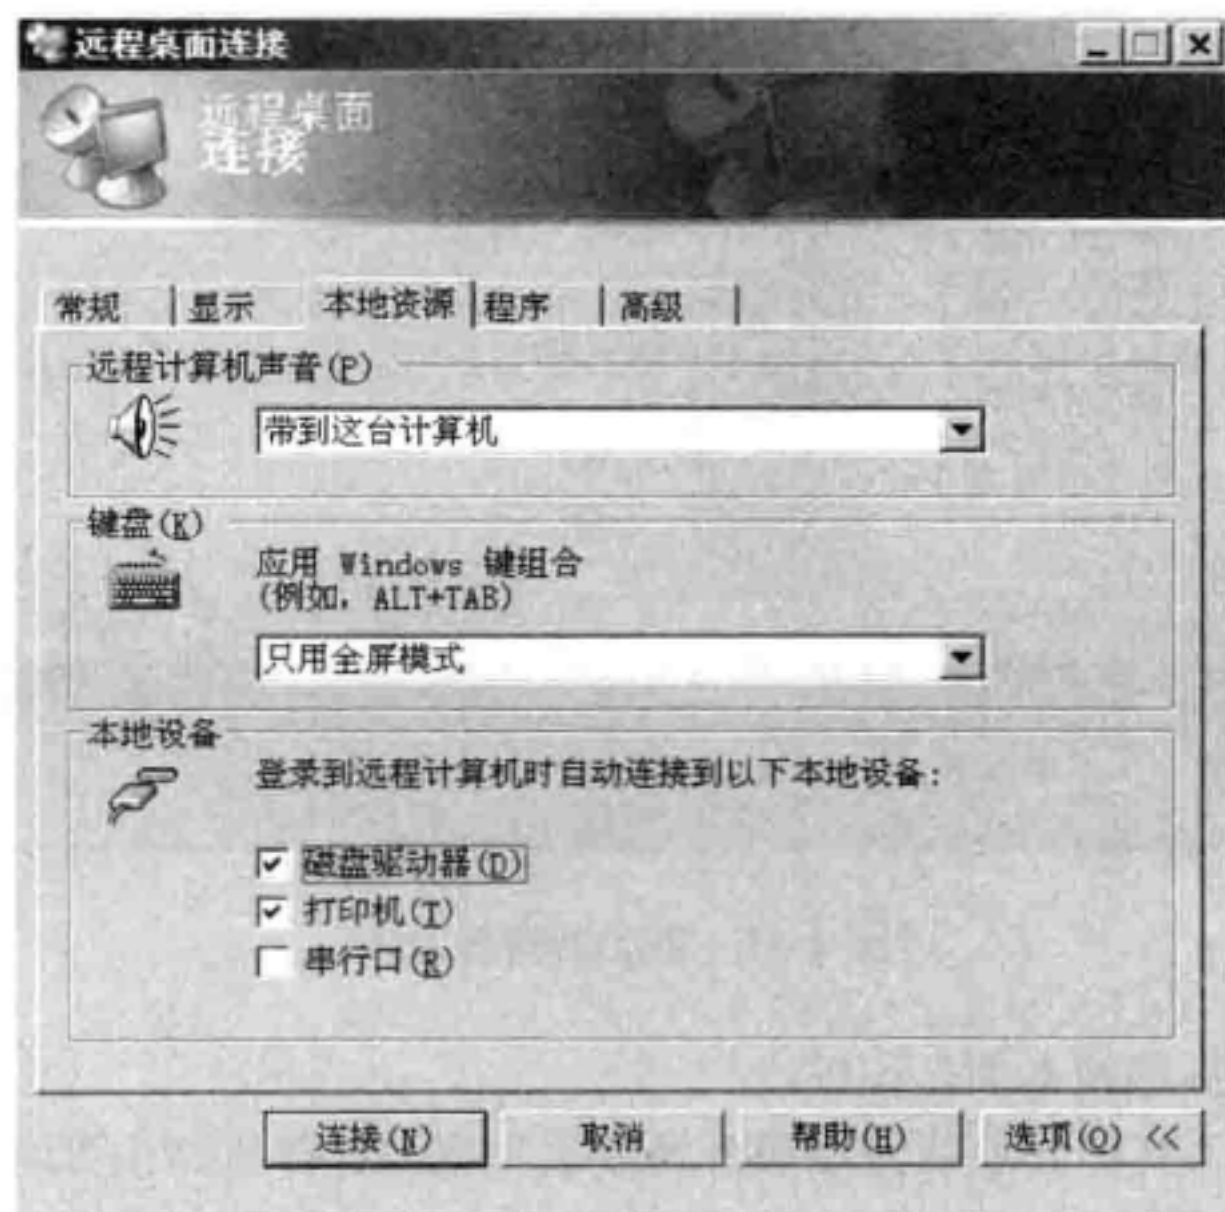 远程桌面连接
远程桌面
连接
常规 显示 本地资源 程序 高级
远程计算机声音(P)
带到这台计算机
键盘(K)
应用 Windows 键组合
(例如, ALT+TAB)
只用全屏模式
本地设备
登录到远程计算机时自动连接到以下本地设备:
磁盘驱动器(D)
打印机(T)
串行口(R)
连接(N) 取消 帮助(H) 选项(O) <<